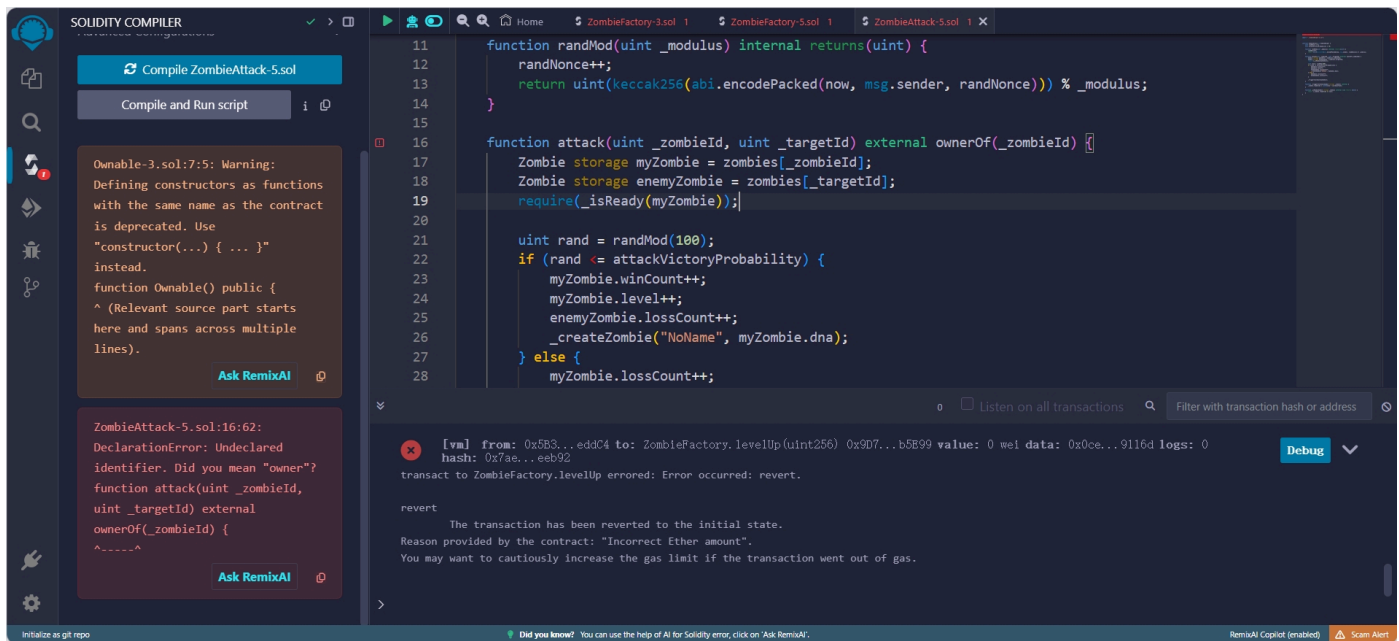 SOLIDITY COMPILER
Compile ZombieAttack-5.sol
Compile and Run script
i
Ownable-3.sol:7:5: Warning:
Defining constructors as functions
with the same name as the contract
is deprecated. Use
"constructor(...) { ... }"
instead.
function Ownable() public {
^ (Relevant source part starts
here and spans across multiple
lines).
Ask RemixAI
ZombieAttack-5.sol:16:62:
DeclarationError: Undeclared
identifier. Did you mean "owner"?
function attack(uint _zombieId,
uint _targetId) external
ownerOf(_zombieId) {
^-----^
Ask RemixAI
Home
ZombieFactory-3.sol 1
ZombieFactory-5.sol 1
ZombieAttack-5.sol 1
11 function randMod(uint _modulus) internal returns(uint) {
12 randNonce++;
13 return uint(keccak256(abi.encodePacked(now, msg.sender, randNonce))) % _modulus;
14 }
15
16 function attack(uint _zombieId, uint _targetId) external ownerOf(_zombieId) {
17 Zombie storage myZombie = zombies[_zombieId];
18 Zombie storage enemyZombie = zombies[_targetId];
19 require(_isReady(myZombie));
20
21 uint rand = randMod(100);
22 if (rand <= attackVictoryProbability) {
23 myZombie.winCount++;
24 myZombie.level++;
25 enemyZombie.lossCount++;
26 _createZombie("NoName", myZombie.dna);
27 } else {
28 myZombie.lossCount++;
0
Listen on all transactions
Filter with transaction hash or address
[vm] from: 0x5B3...eddC4 to: ZombieFactory.levelUp(uint256) 0x9D7...b5B99 value: 0 wei data: 0x0ce...9116d logs: 0
hash: 0x7ae...eeb92
Debug
transact to ZombieFactory.levelUp errored: Error occurred: revert.
revert
The transaction has been reverted to the initial state.
Reason provided by the contract: "Incorrect Ether amount".
You may want to cautiously increase the gas limit if the transaction went out of gas.
>
Initialize as git repo
Did you know? You can use the help of AI for Solidity error, click on 'Ask RemixAI'.
RemixAI Copilot (enabled)
Scam Alert